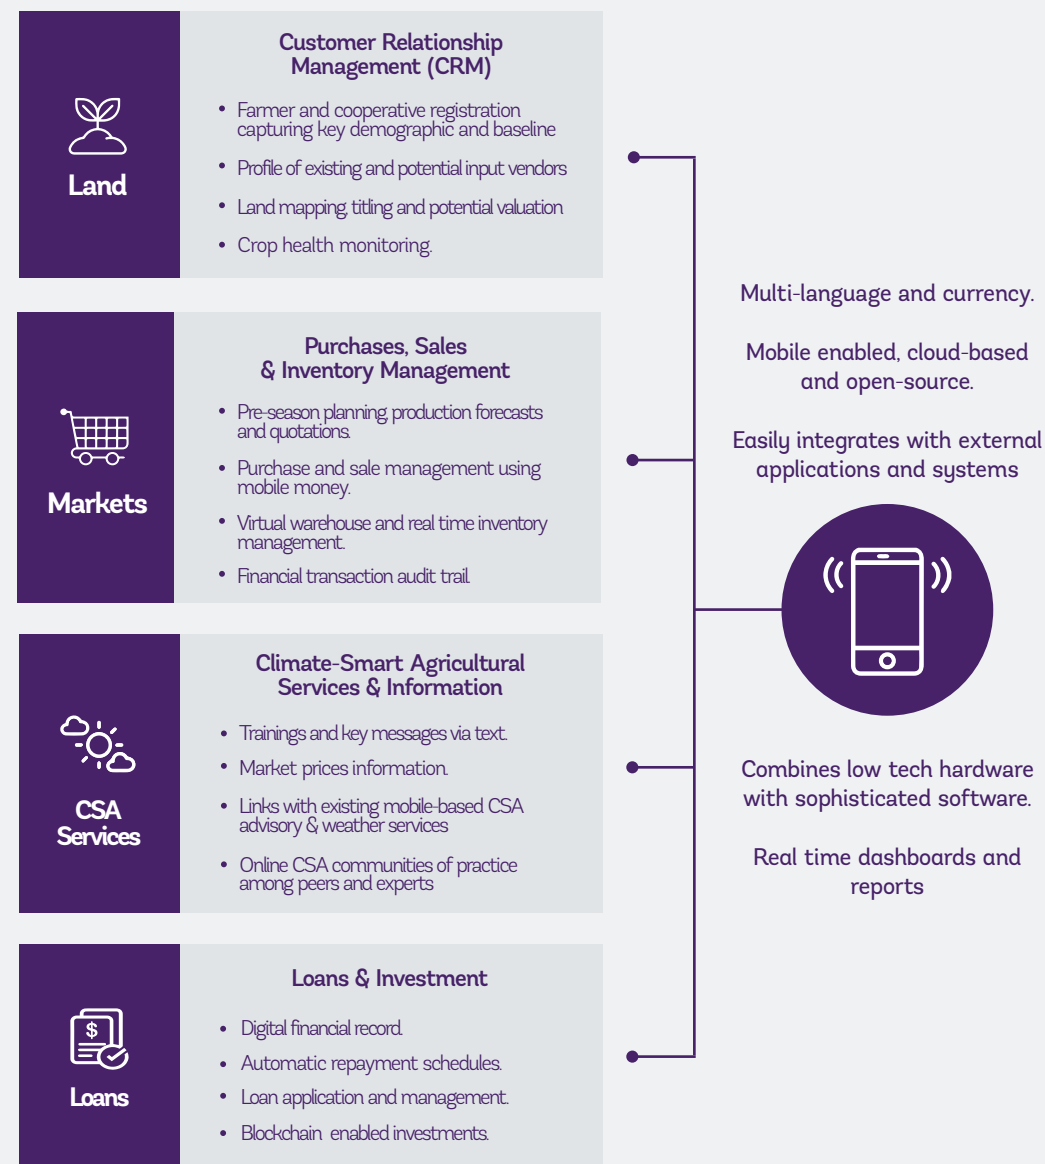 Land
Customer Relationship
Management (CRM)
• Farmer and cooperative registration
capturing key demographic and baseline
• Profile of existing and potential input vendors
• Land mapping, titling and potential valuation
• Crop health monitoring.
Markets
Purchases, Sales
& Inventory Management
• Pre-season planning, production forecasts
and quotations.
• Purchase and sale management using
mobile money.
• Virtual warehouse and real time inventory
management.
• Financial transaction audit trail
CSA
Services
Climate-Smart Agricultural
Services & Information
• Trainings and key messages via text.
• Market prices information.
• Links with existing mobile-based CSA
advisory & weather services
• Online CSA communities of practice
among peers and experts
Loans
$
Loans & Investment
• Digital financial record.
• Automatic repayment schedules.
• Loan application and management.
• Blockchain enabled investments.
Multi-language and currency.
Mobile enabled, cloud-based
and open-source.
Easily integrates with external
applications and systems
Combines low tech hardware
with sophisticated software.
Real time dashboards and
reports